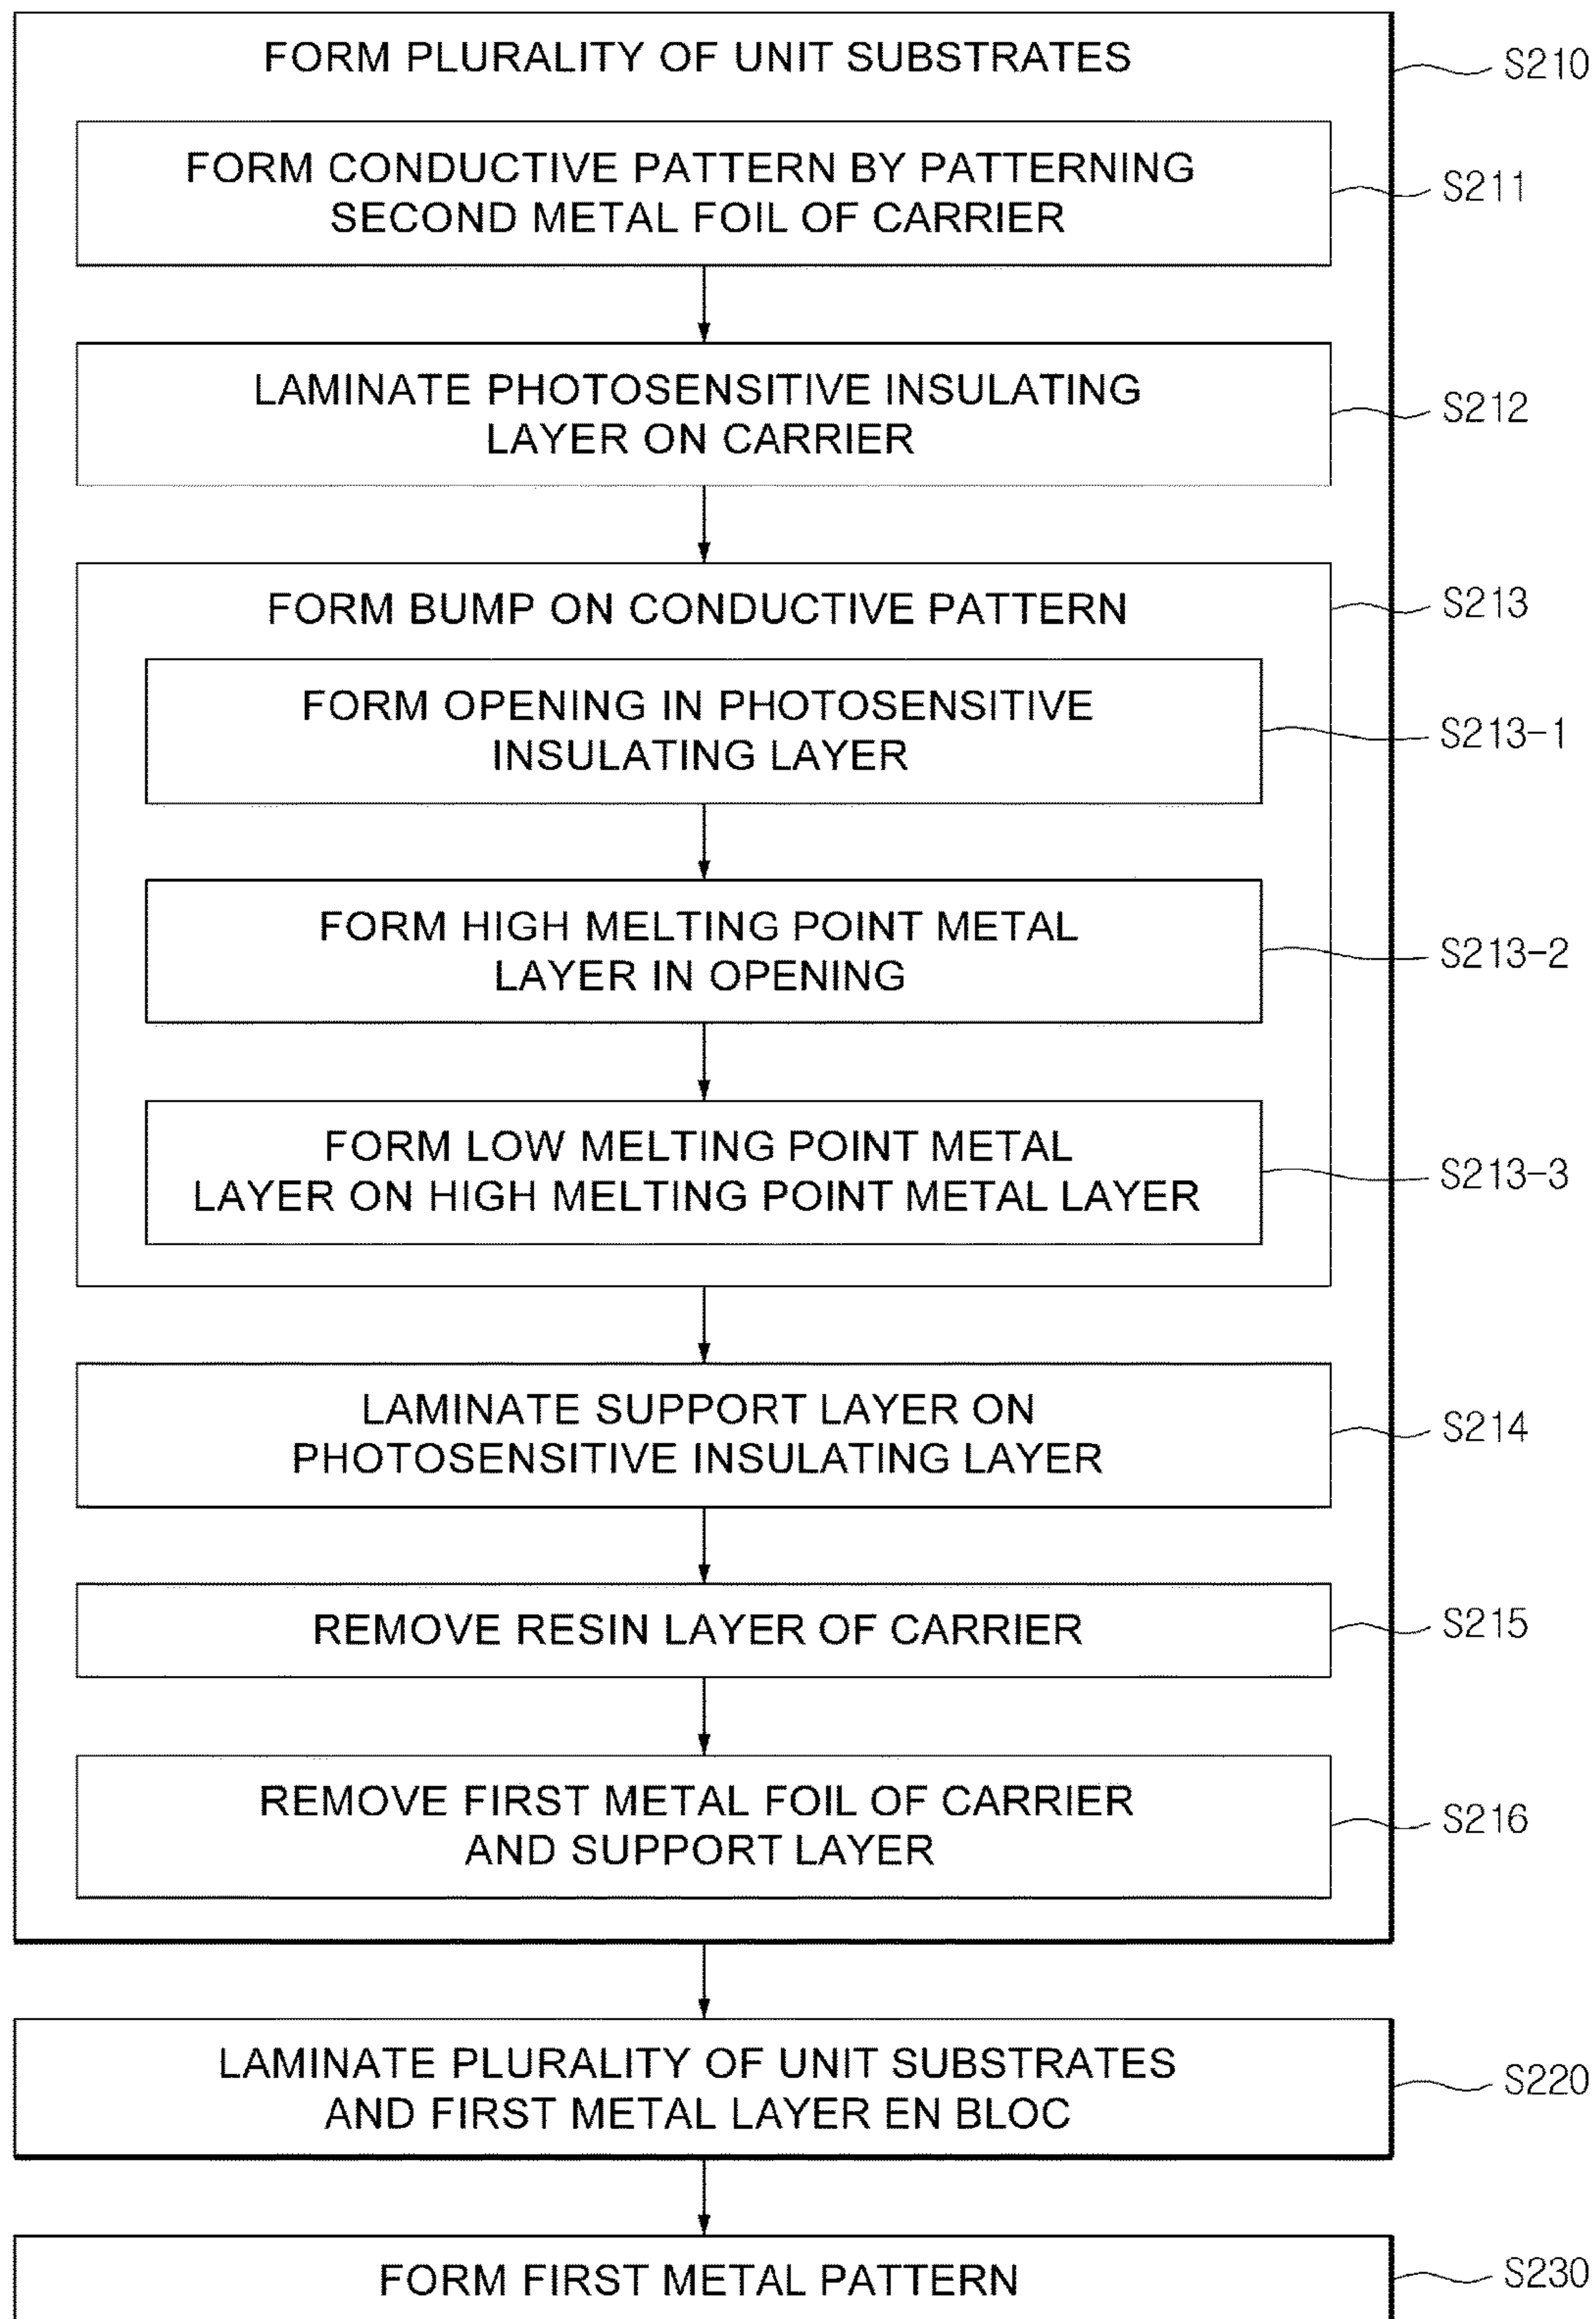 FORM PLURALITY OF UNIT SUBSTRATES
S210
FORM CONDUCTIVE PATTERN BY PATTERNING
SECOND METAL FOIL OF CARRIER
S211
LAMINATE PHOTOSENSITIVE INSULATING
LAYER ON CARRIER
S212
FORM BUMP ON CONDUCTIVE PATTERN
S213
FORM OPENING IN PHOTOSENSITIVE
INSULATING LAYER
S213-1
FORM HIGH MELTING POINT METAL
LAYER IN OPENING
S213-2
FORM LOW MELTING POINT METAL
LAYER ON HIGH MELTING POINT METAL LAYER
S213-3
LAMINATE SUPPORT LAYER ON
PHOTOSENSITIVE INSULATING LAYER
S214
REMOVE RESIN LAYER OF CARRIER
S215
REMOVE FIRST METAL FOIL OF CARRIER
AND SUPPORT LAYER
S216
LAMINATE PLURALITY OF UNIT SUBSTRATES
AND FIRST METAL LAYER EN BLOC
S220
FORM FIRST METAL PATTERN
S230